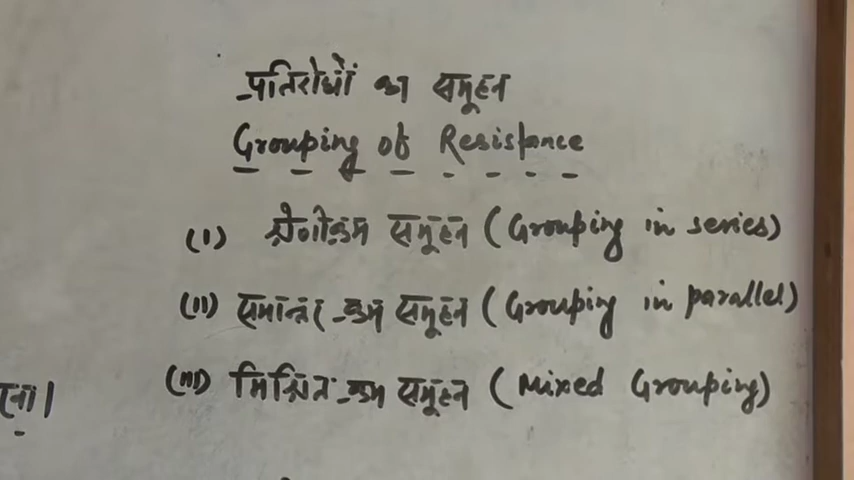 प्रतिरोधों का समूहन
Grouping of Resistance
(I) श्रेणीक्रम समूहन (Grouping in series)
(II) समान्तर क्रम समूहन (Grouping in parallel)
(III) मिश्रित क्रम समूहन (Mixed Grouping)